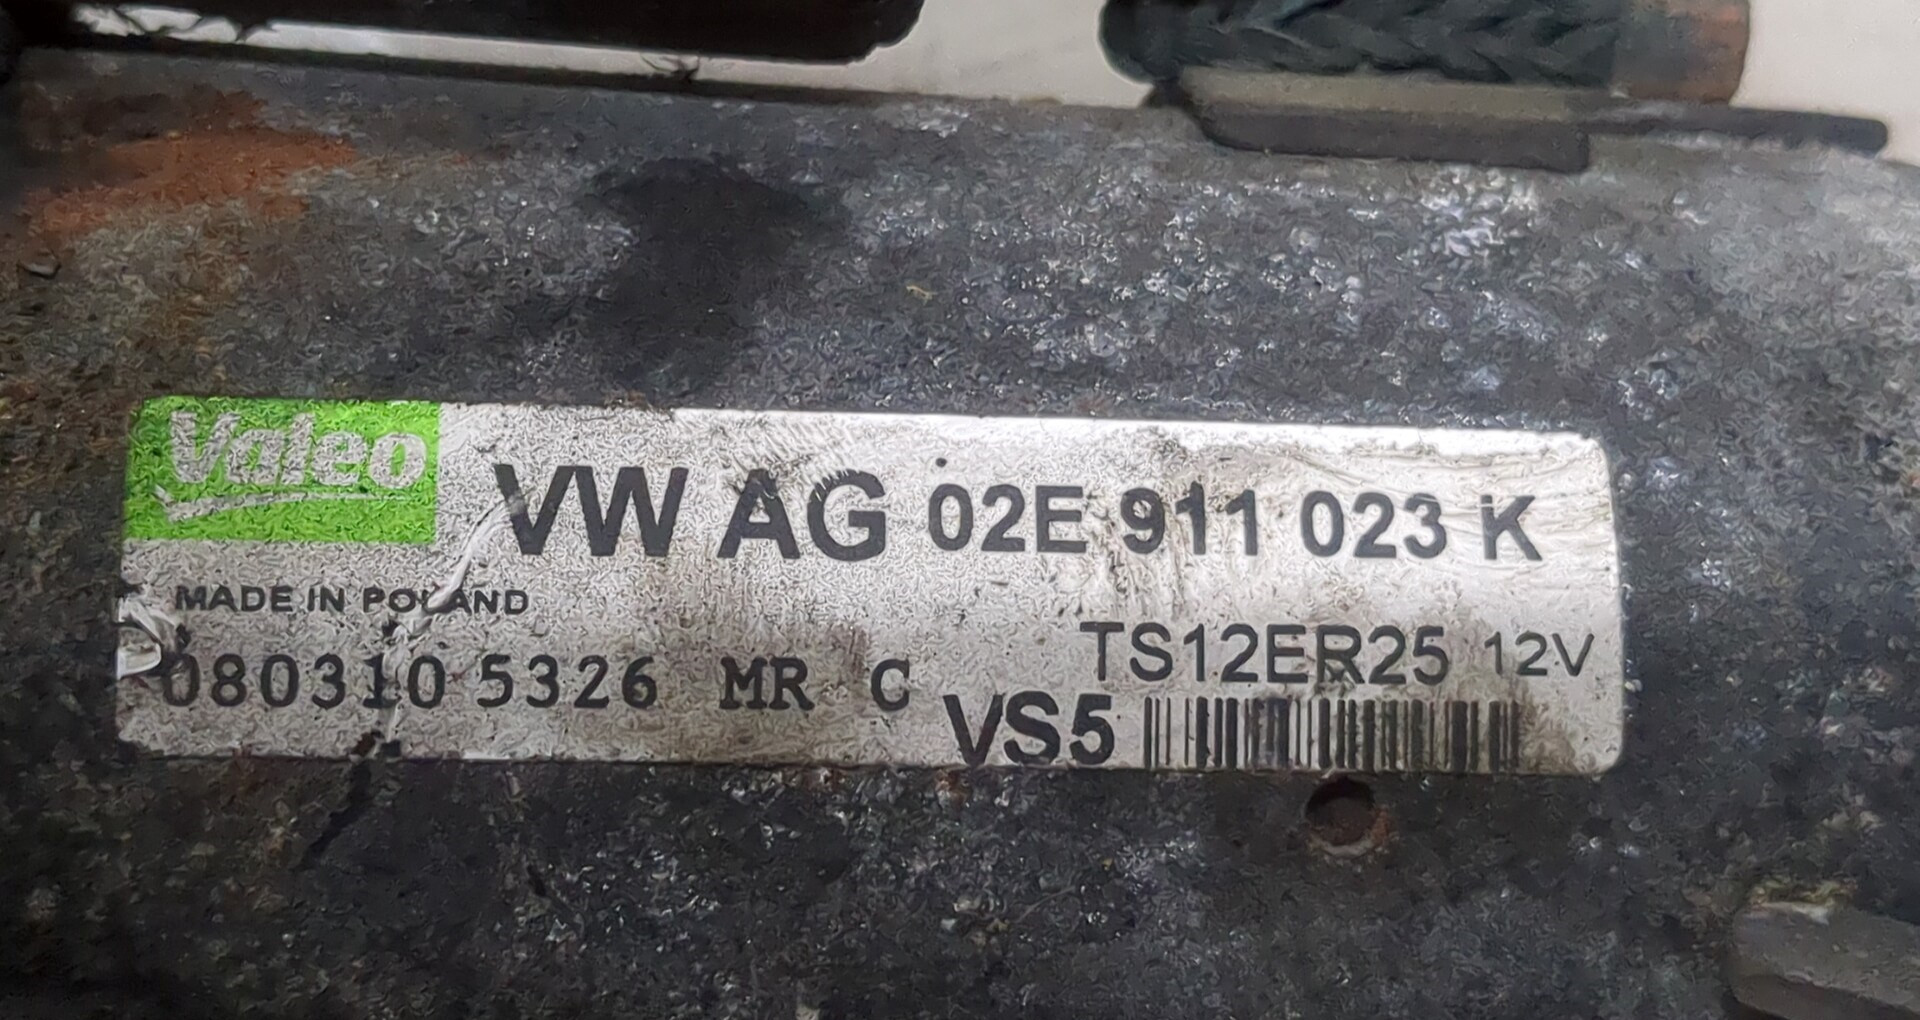 Valeo
VW AG 02E 911 023 K
MADE IN POLAND
TS12ER25 12V
080310 5326 MR C
VS5